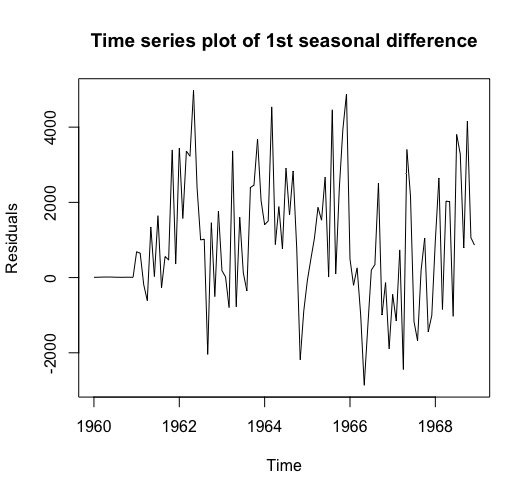 Time series plot of 1st seasonal difference
Residuals
4000
2000
0
-2000
1960 1962 1964 1966 1968
Time